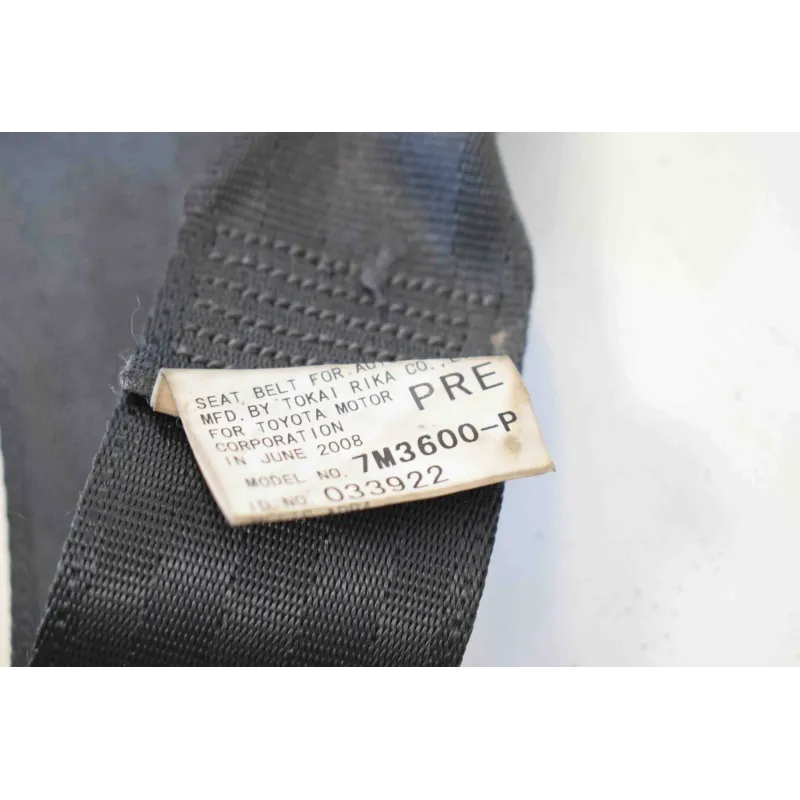 SEAT BELT FOR AUT
MFD. BY TOKAI RIKA CO.,
FOR TOYOTA MOTOR
CORPORATION
IN JUNE 2008
PRE
MODEL NO. 7M3600-P
ID NO 033922